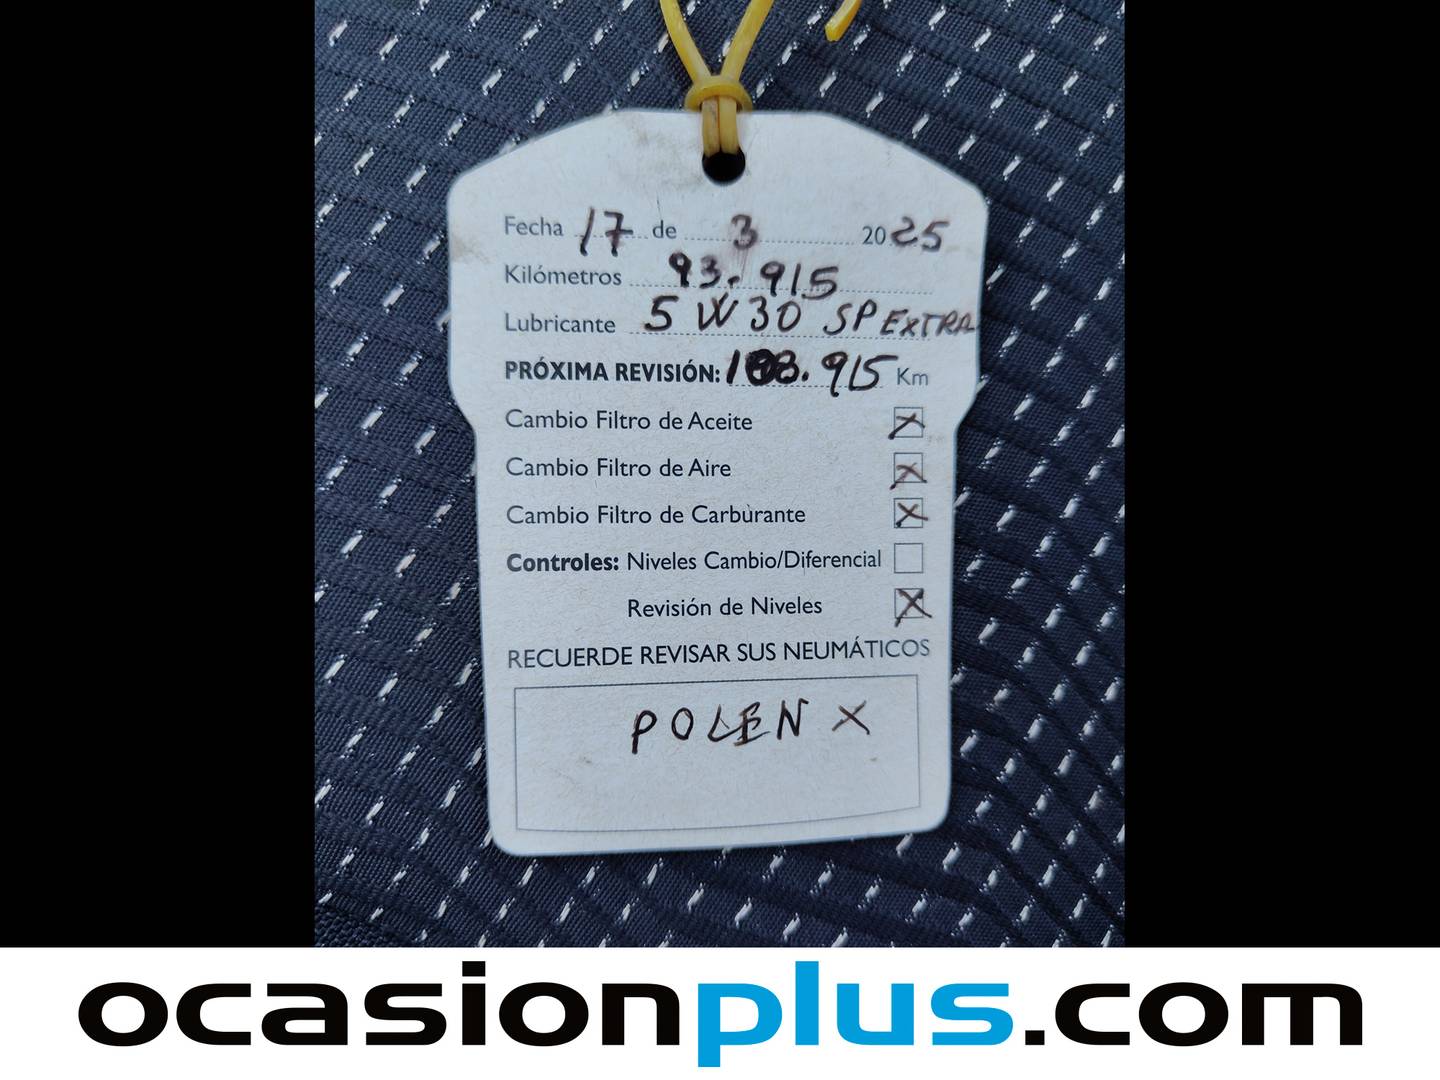 Fecha 17 de 3 2025
Kilómetros 93.915
Lubricante 5W30 SP EXTRA
PRÓXIMA REVISIÓN: 108.915 Km
Cambio Filtro de Aceite X
Cambio Filtro de Aire X
Cambio Filtro de Carburante X
Controles: Niveles Cambio/Diferencial
Revisión de Niveles X
RECUERDE REVISAR SUS NEUMÁTICOS
POLEN X
ocasionplus.com